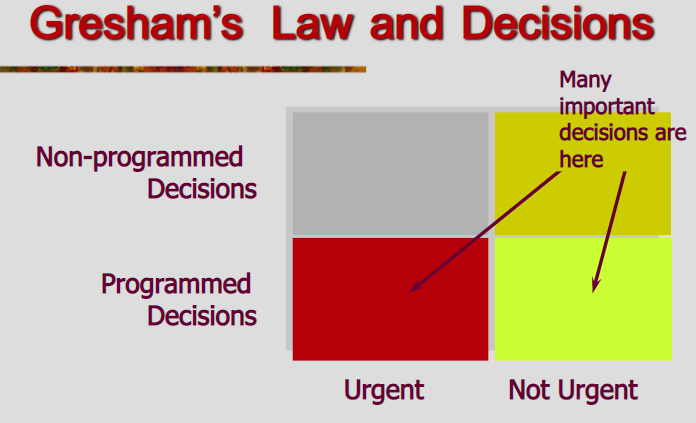 Gresham's Law and Decisions
Many
important
decisions are
here
Non-programmed
Decisions
Programmed
Decisions
Urgent
Not Urgent